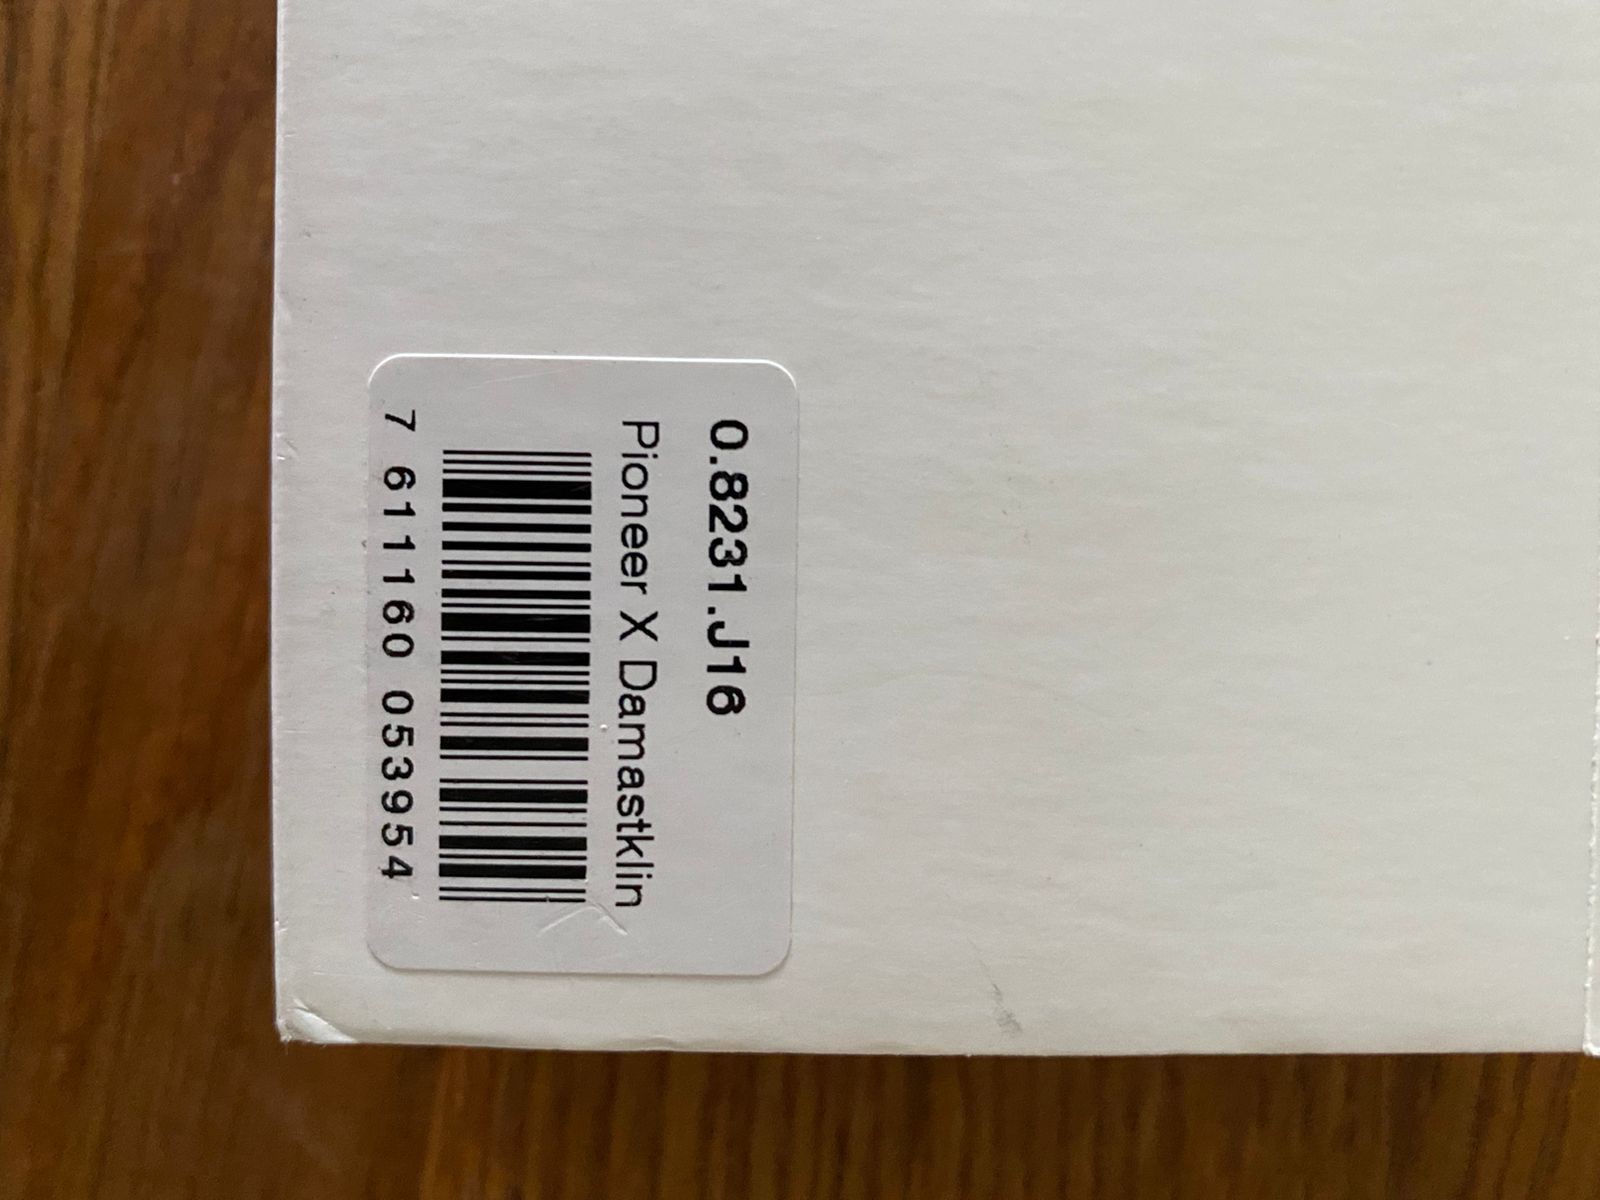 0.8231.J16
Pioneer X Damastklin
7 611160 053954